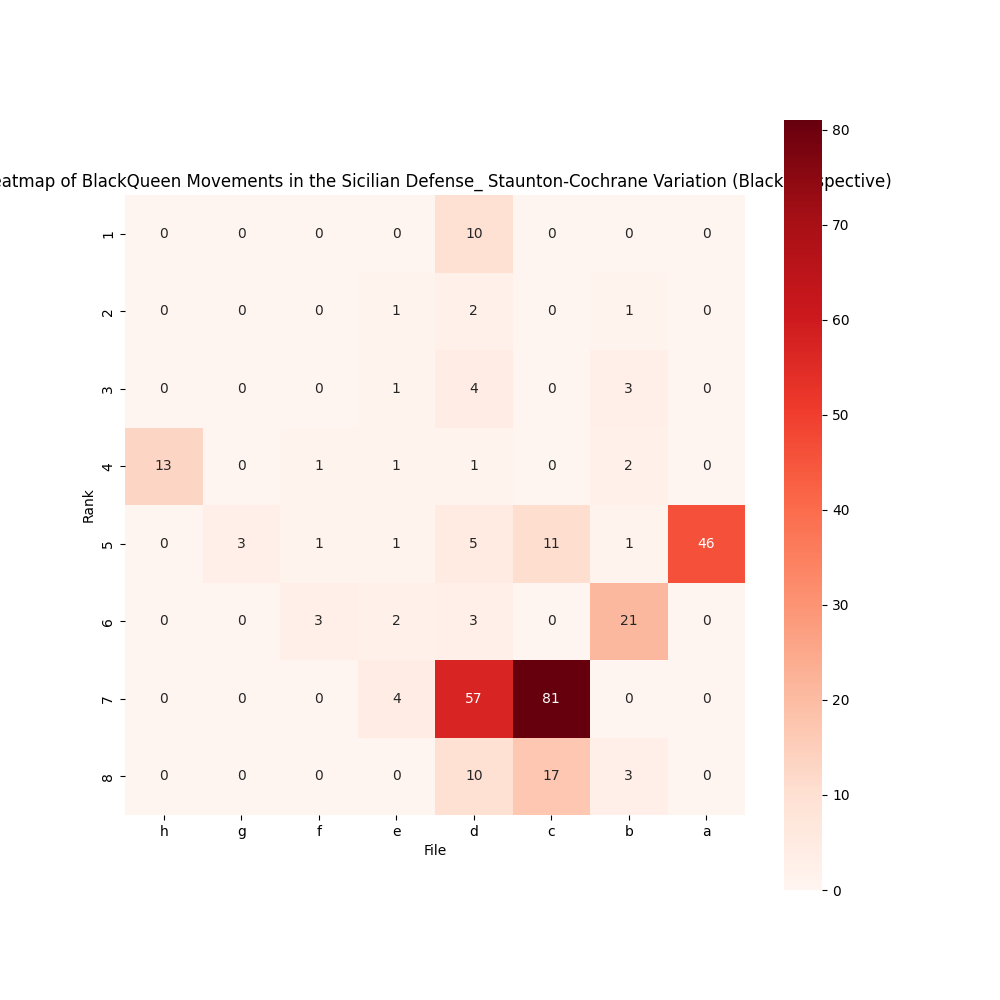 eatmap of BlackQueen Movements in the Sicilian Defense_ Staunton-Cochrane Variation (Black spective)
80
70
60
50
40
30
20
10
0
Rank
1 0 0 0 0 10 0 0 0
2 0 0 0 1 2 0 1 0
3 0 0 0 1 4 0 3 0
4 13 0 1 1 1 0 2 0
5 0 3 1 1 5 11 1 46
6 0 0 3 2 3 0 21 0
7 0 0 0 4 57 81 0 0
8 0 0 0 0 10 17 3 0
h g f e d c b a
File